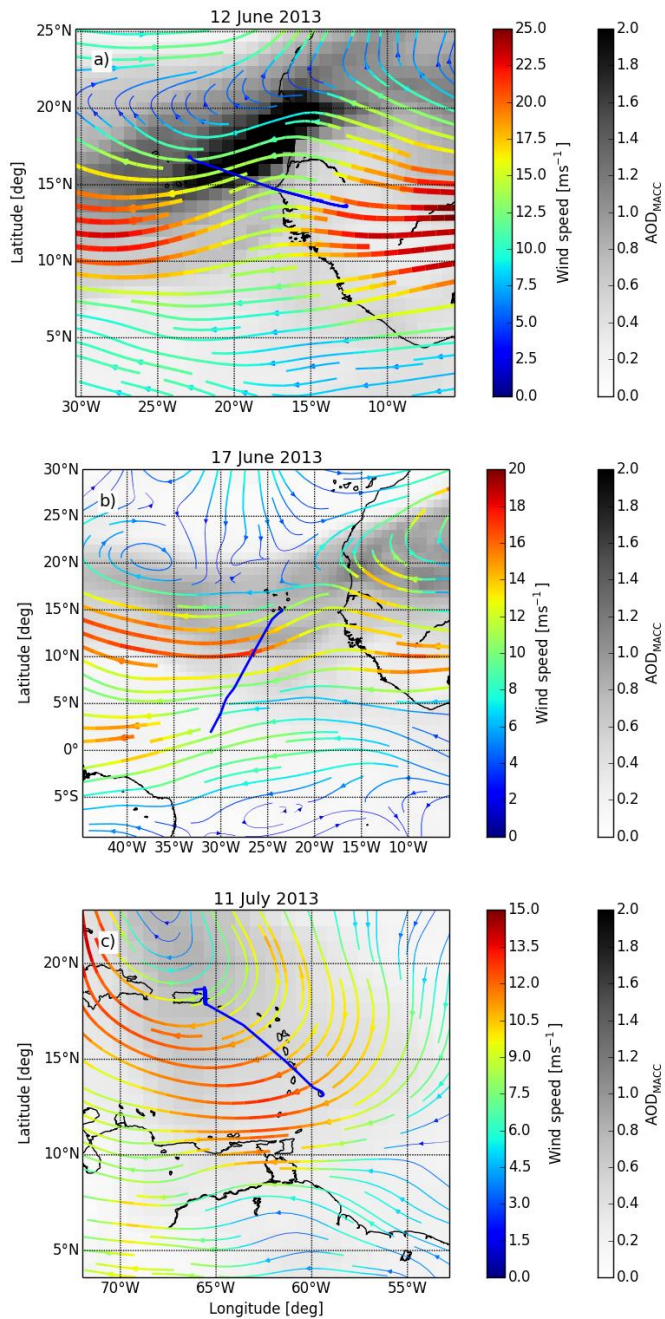 12 June 2013
a)
25°N
20°N
15°N
10°N
5°N
Latitude [deg]
30°W 25°W 20°W 15°W 10°W
25.0
22.5
20.0
17.5
15.0
12.5
10.0
7.5
5.0
2.5
0.0
Wind speed [ms⁻¹]
2.0
1.8
1.6
1.4
1.2
1.0
0.8
0.6
0.4
0.2
0.0
AOD_MACC
17 June 2013
b)
30°N
25°N
20°N
15°N
10°N
5°N
0°
5°S
Latitude [deg]
40°W 35°W 30°W 25°W 20°W 15°W 10°W
20
18
16
14
12
10
8
6
4
2
0
Wind speed [ms⁻¹]
2.0
1.8
1.6
1.4
1.2
1.0
0.8
0.6
0.4
0.2
0.0
AOD_MACC
11 July 2013
c)
20°N
15°N
10°N
5°N
Latitude [deg]
70°W 65°W 60°W 55°W
Longitude [deg]
15.0
13.5
12.0
10.5
9.0
7.5
6.0
4.5
3.0
1.5
0.0
Wind speed [ms⁻¹]
2.0
1.8
1.6
1.4
1.2
1.0
0.8
0.6
0.4
0.2
0.0
AOD_MACC